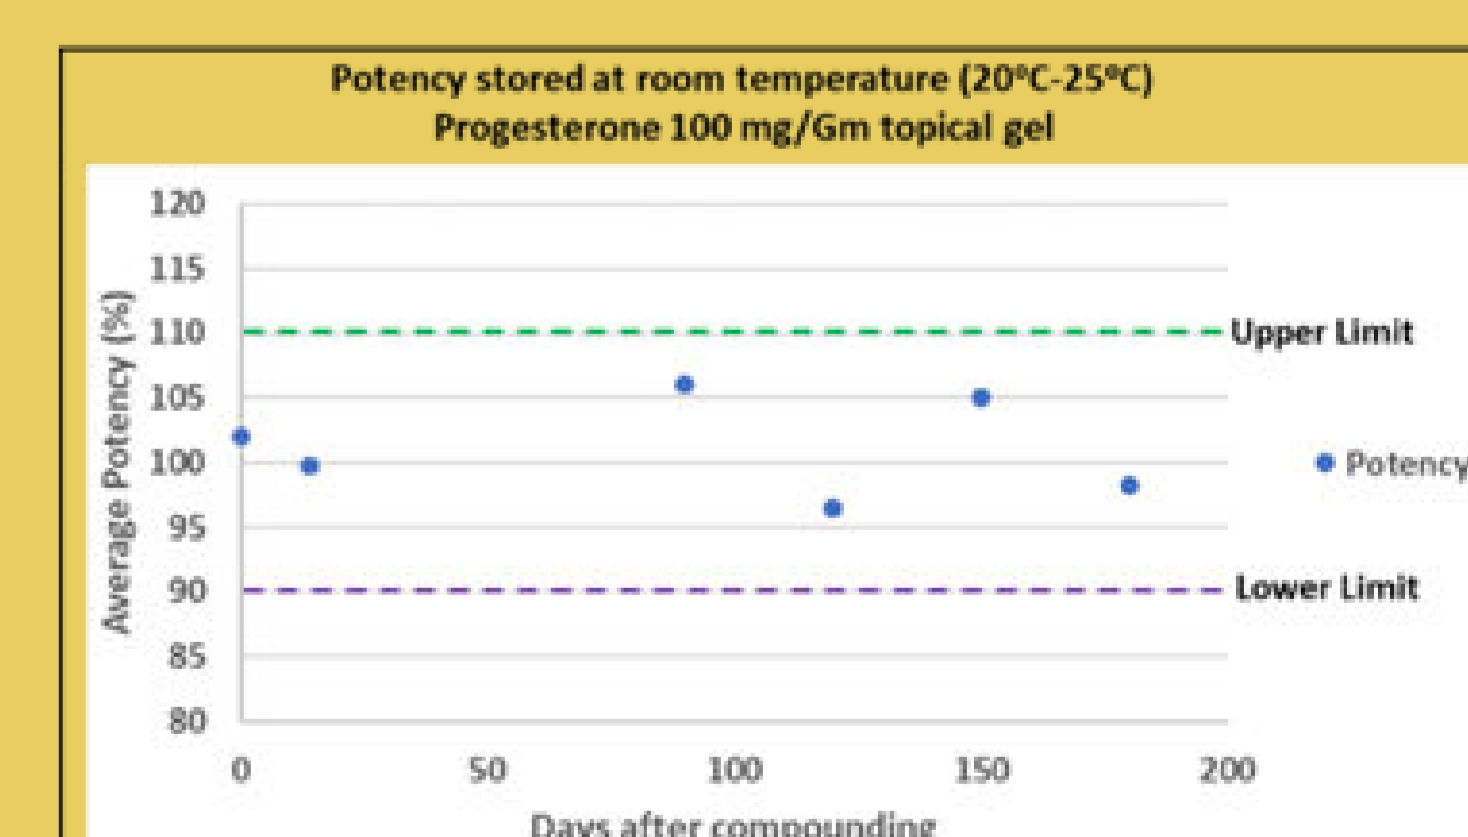 Potency stored at room temperature (20°C-25°C)
Progesterone 100 mg/Gm topical gel
120
115
110
105
100
95
90
85
80
Average Potency (%)
Upper Limit
Potency
Lower Limit
0 50 100 150 200
Days after compounding